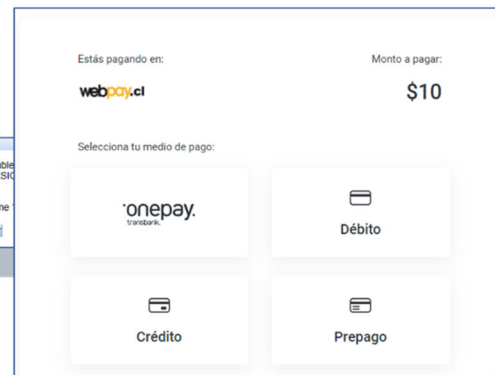 Estás pagando en:
Monto a pagar:
webpay.cl
$10
Selecciona tu medio de pago:
onepay.
transbank.
Débito
Crédito
Prepago